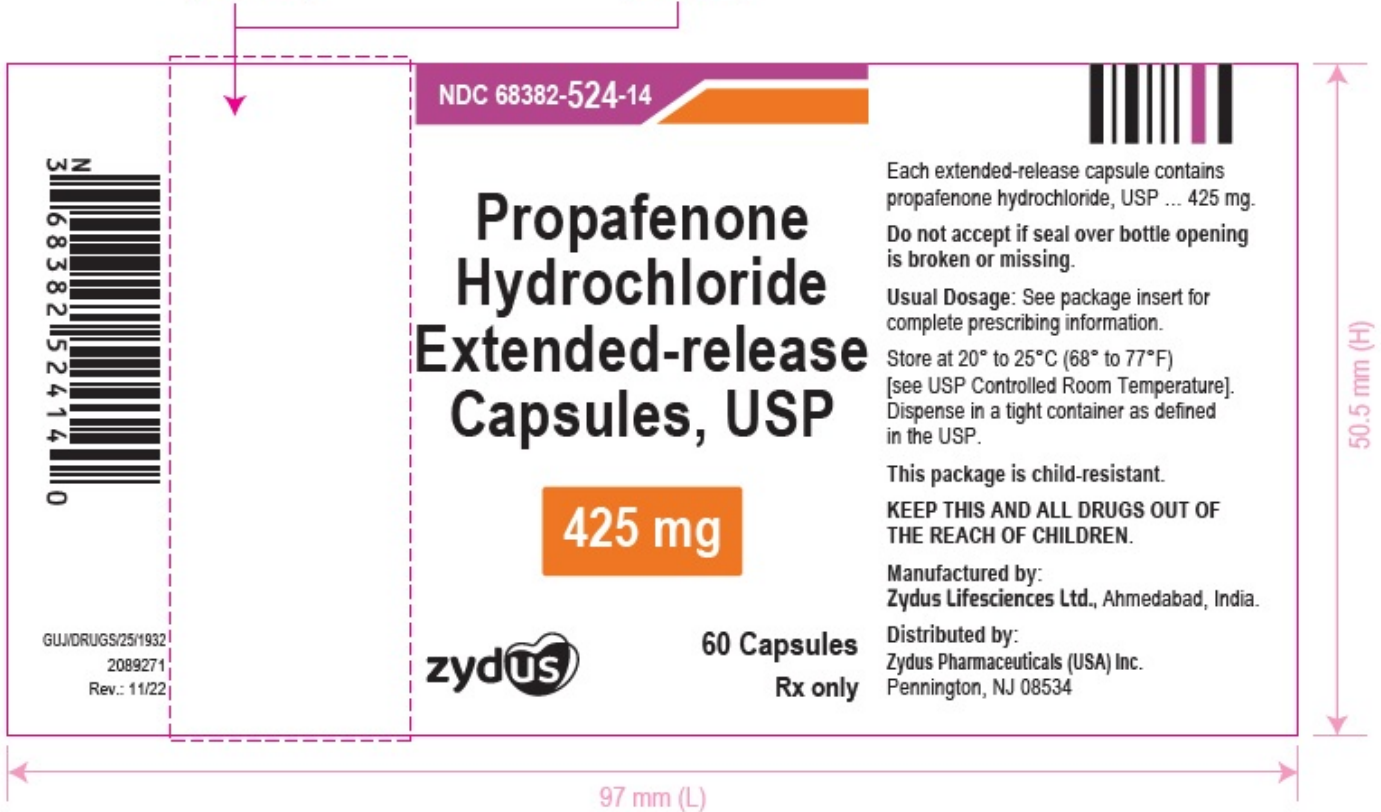 NDC 68382-524-14
Propafenone
Hydrochloride
Extended-release
Capsules, USP
425 mg
zydus
60 Capsules
Rx only
Each extended-release capsule contains
propafenone hydrochloride, USP ... 425 mg.
Do not accept if seal over bottle opening
is broken or missing.
Usual Dosage: See package insert for
complete prescribing information.
Store at 20° to 25°C (68° to 77°F)
[see USP Controlled Room Temperature].
Dispense in a tight container as defined
in the USP.
This package is child-resistant.
KEEP THIS AND ALL DRUGS OUT OF
THE REACH OF CHILDREN.
Manufactured by:
Zydus Lifesciences Ltd., Ahmedabad, India.
Distributed by:
Zydus Pharmaceuticals (USA) Inc.
Pennington, NJ 08534
N
3 68382 52414 0
GUJ/DRUGS/25/1932
2089271
Rev.: 11/22
50.5 mm (H)
97 mm (L)